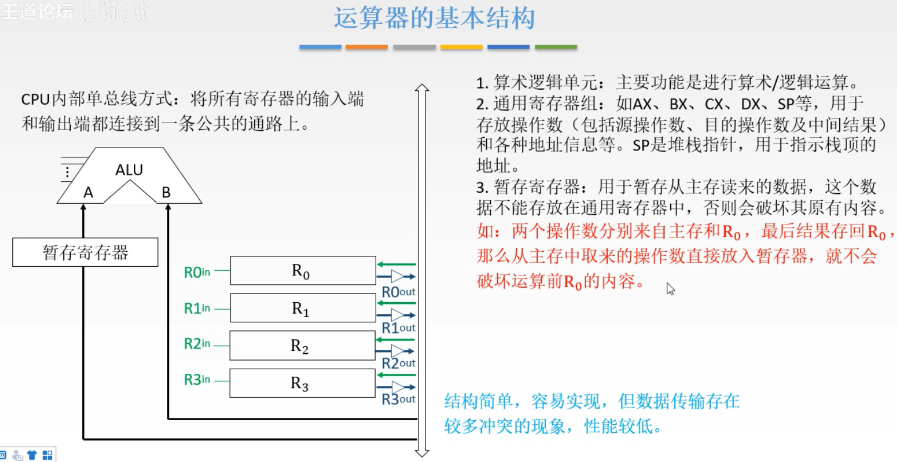 王道论坛
运算器的基本结构
CPU内部单总线方式：将所有寄存器的输入端
和输出端都连接到一条公共的通路上。
ALU
A
B
暂存寄存器
R0in
R₀
R0out
R1in
R₁
R1out
R2in
R₂
R2out
R3in
R₃
R3out
1. 算术逻辑单元：主要功能是进行算术/逻辑运算。
2. 通用寄存器组：如AX、BX、CX、DX、SP等，用于
存放操作数（包括源操作数、目的操作数及中间结果）
和各种地址信息等。SP是堆栈指针，用于指示栈顶的
地址。
3. 暂存寄存器：用于暂存从主存读来的数据，这个数
据不能存放在通用寄存器中，否则会破坏其原有内容。
如：两个操作数分别来自主存和R₀，最后结果存回R₀，
那么从主存中取来的操作数直接放入暂存器，就不会
破坏运算前R₀的内容。
结构简单，容易实现，但数据传输存在
较多冲突的现象，性能较低。